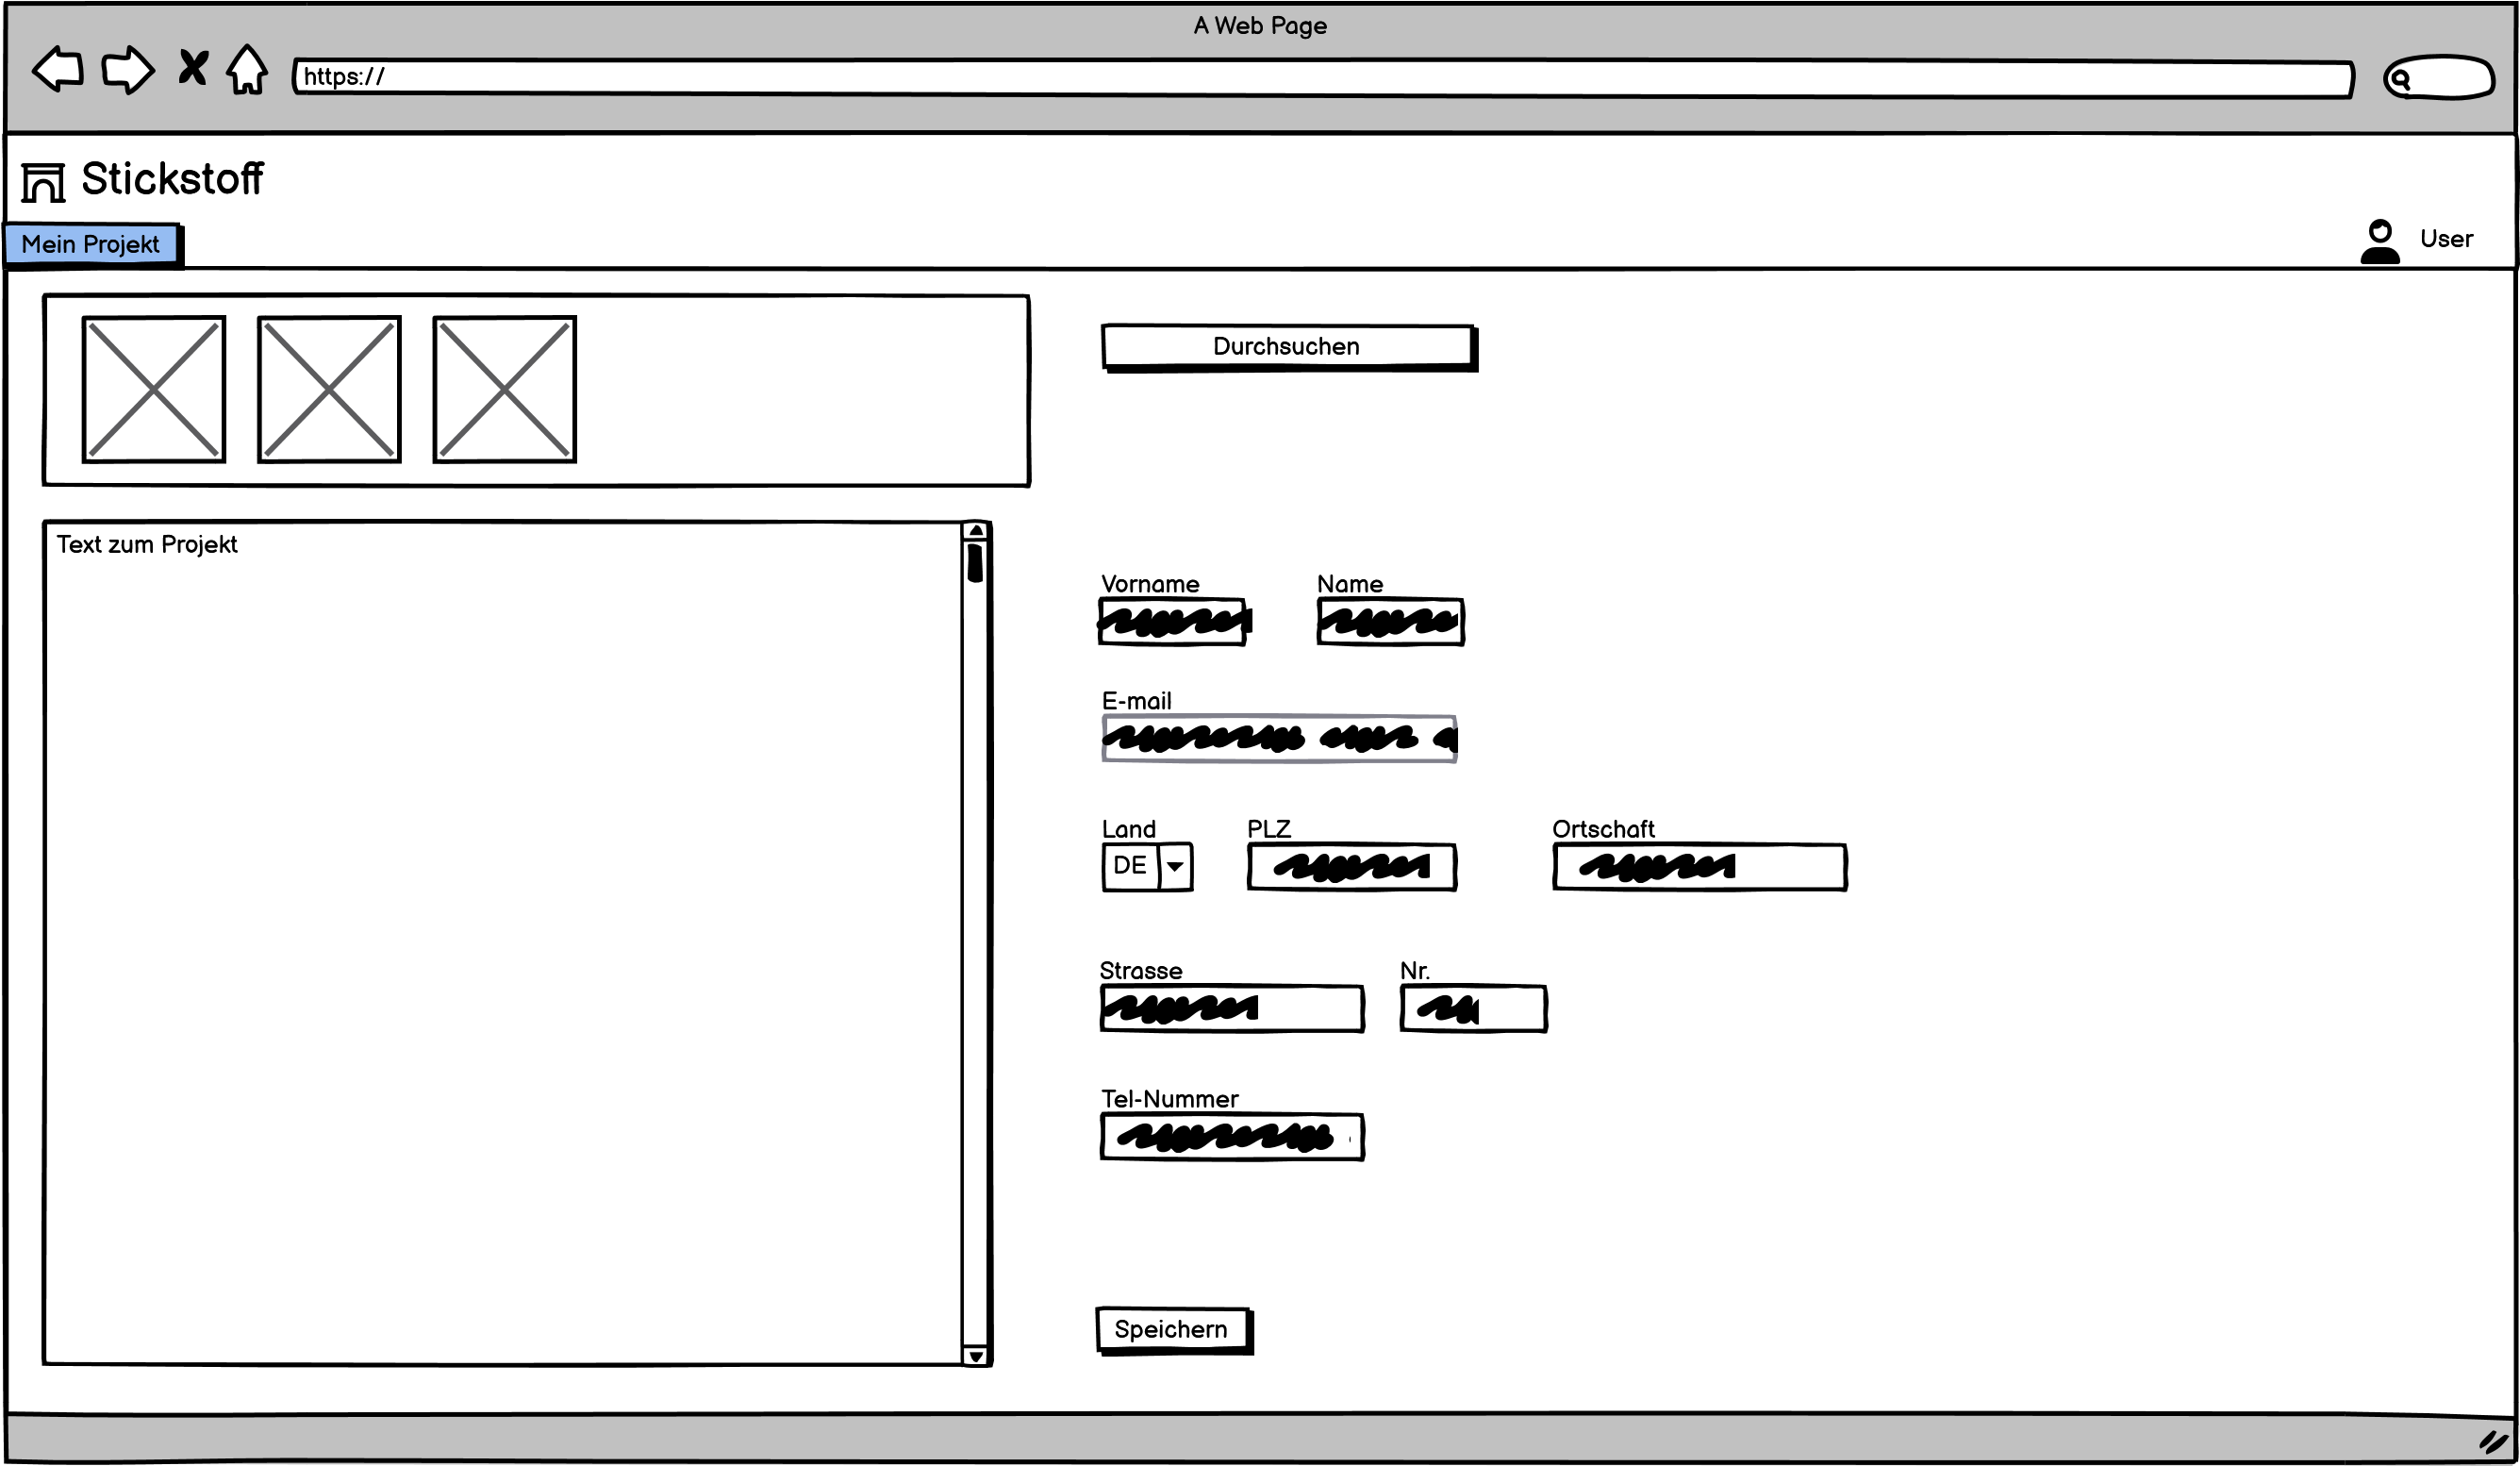 A Web Page
https://
Stickstoff
Mein Projekt
User
Durchsuchen
Text zum Projekt
Vorname Name
E-mail
Land PLZ Ortschaft
DE
Strasse Nr.
Tel-Nummer
Speichern